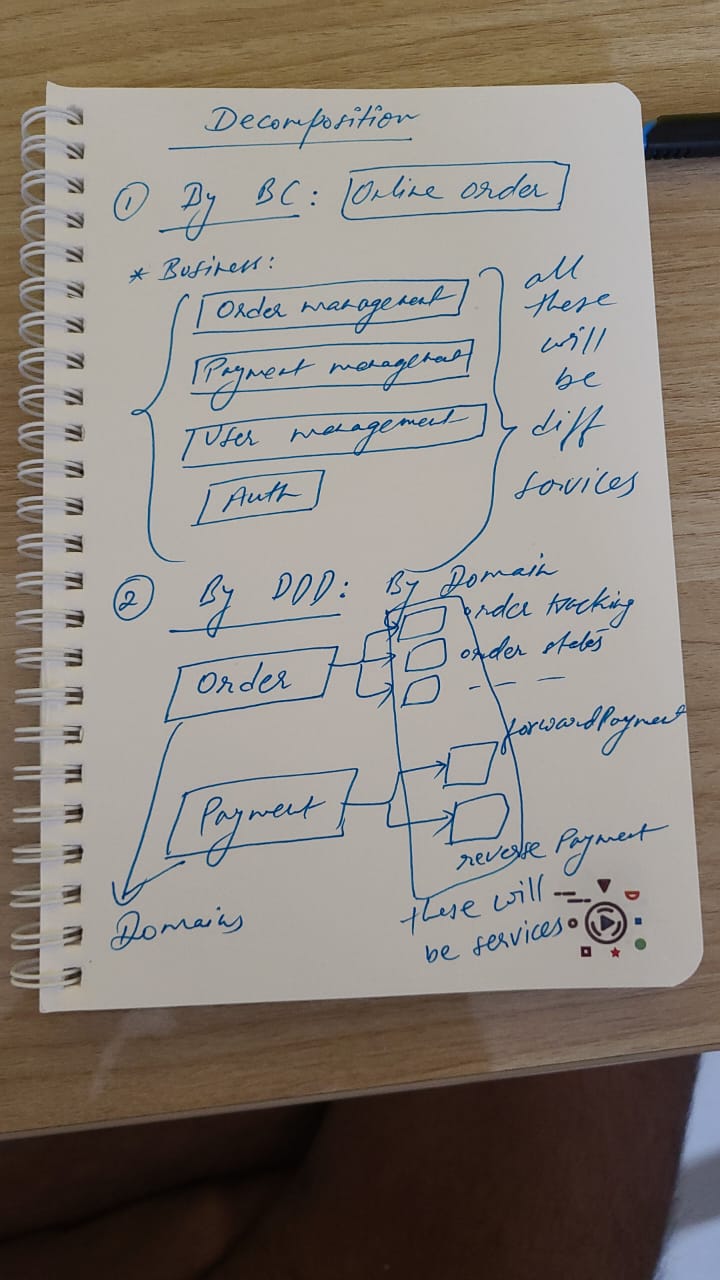 Decomposition
① By BC: Online order
* Business:
Order management
Payment management
User management
Auth
all
these
will
be
diff
services
② By DDD: By Domain
Order
order tracking
order states
Payment
forward Payment
reverse Payment
Domains
these will
be services